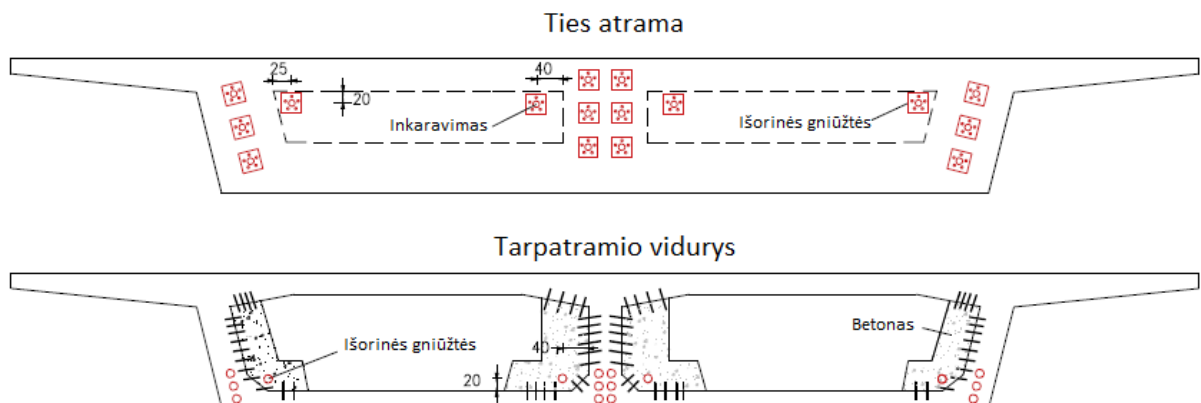 Ties atrama
25
40
20
Inkaravimas
Išorinės gniūžtės
Tarpatramio vidurys
Išorinės gniūžtės
40
Betonas
20